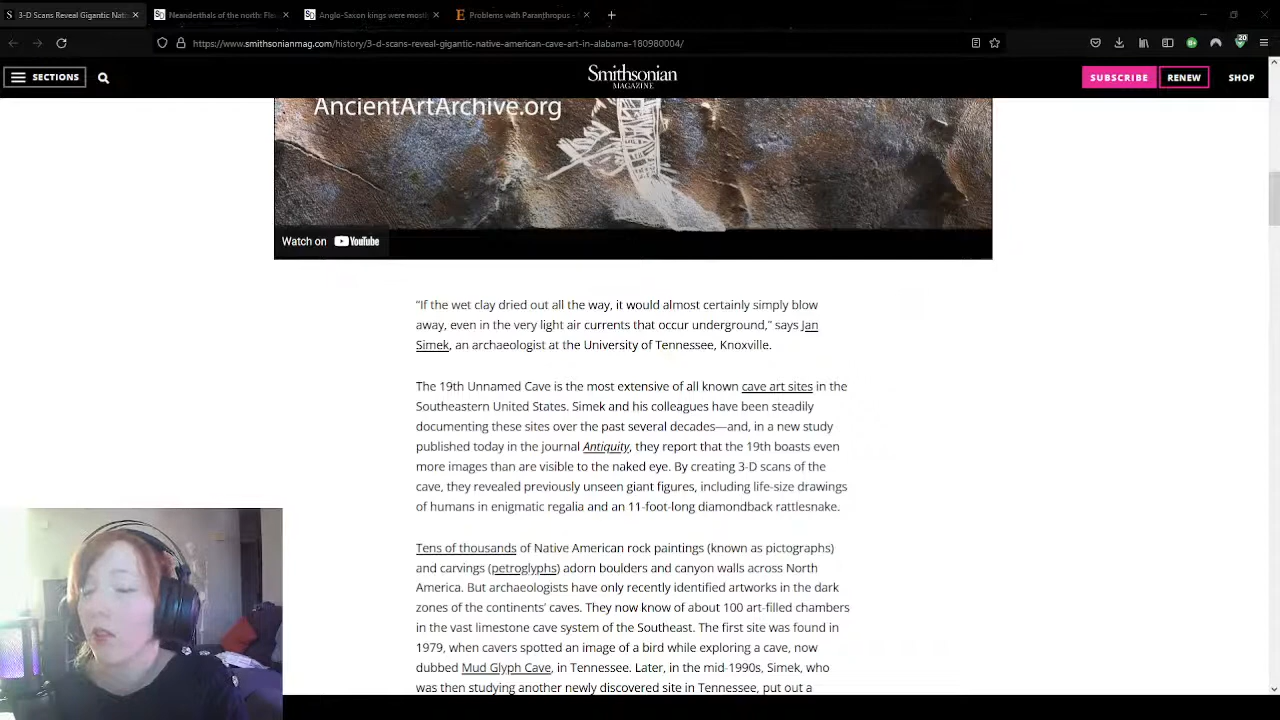 3-D Scans Reveal Gigantic Nati
Neanderthals of the north: Fle
Anglo-Saxon kings were mostl
Problems with Paranthropus -
https://www.smithsonianmag.com/history/3-d-scans-reveal-gigantic-native-american-cave-art-in-alabama-180980004/
20
SECTIONS
Smithsonian
MAGAZINE
SUBSCRIBE
RENEW
SHOP
AncientArtArchive.org
Watch on YouTube
“If the wet clay dried out all the way, it would almost certainly simply blow
away, even in the very light air currents that occur underground,” says Jan
Simek, an archaeologist at the University of Tennessee, Knoxville.
The 19th Unnamed Cave is the most extensive of all known cave art sites in the
Southeastern United States. Simek and his colleagues have been steadily
documenting these sites over the past several decades—and, in a new study
published today in the journal Antiquity, they report that the 19th boasts even
more images than are visible to the naked eye. By creating 3-D scans of the
cave, they revealed previously unseen giant figures, including life-size drawings
of humans in enigmatic regalia and an 11-foot-long diamondback rattlesnake.
Tens of thousands of Native American rock paintings (known as pictographs)
and carvings (petroglyphs) adorn boulders and canyon walls across North
America. But archaeologists have only recently identified artworks in the dark
zones of the continents’ caves. They now know of about 100 art-filled chambers
in the vast limestone cave system of the Southeast. The first site was found in
1979, when cavers spotted an image of a bird while exploring a cave, now
dubbed Mud Glyph Cave, in Tennessee. Later, in the mid-1990s, Simek, who
was then studying another newly discovered site in Tennessee, put out a